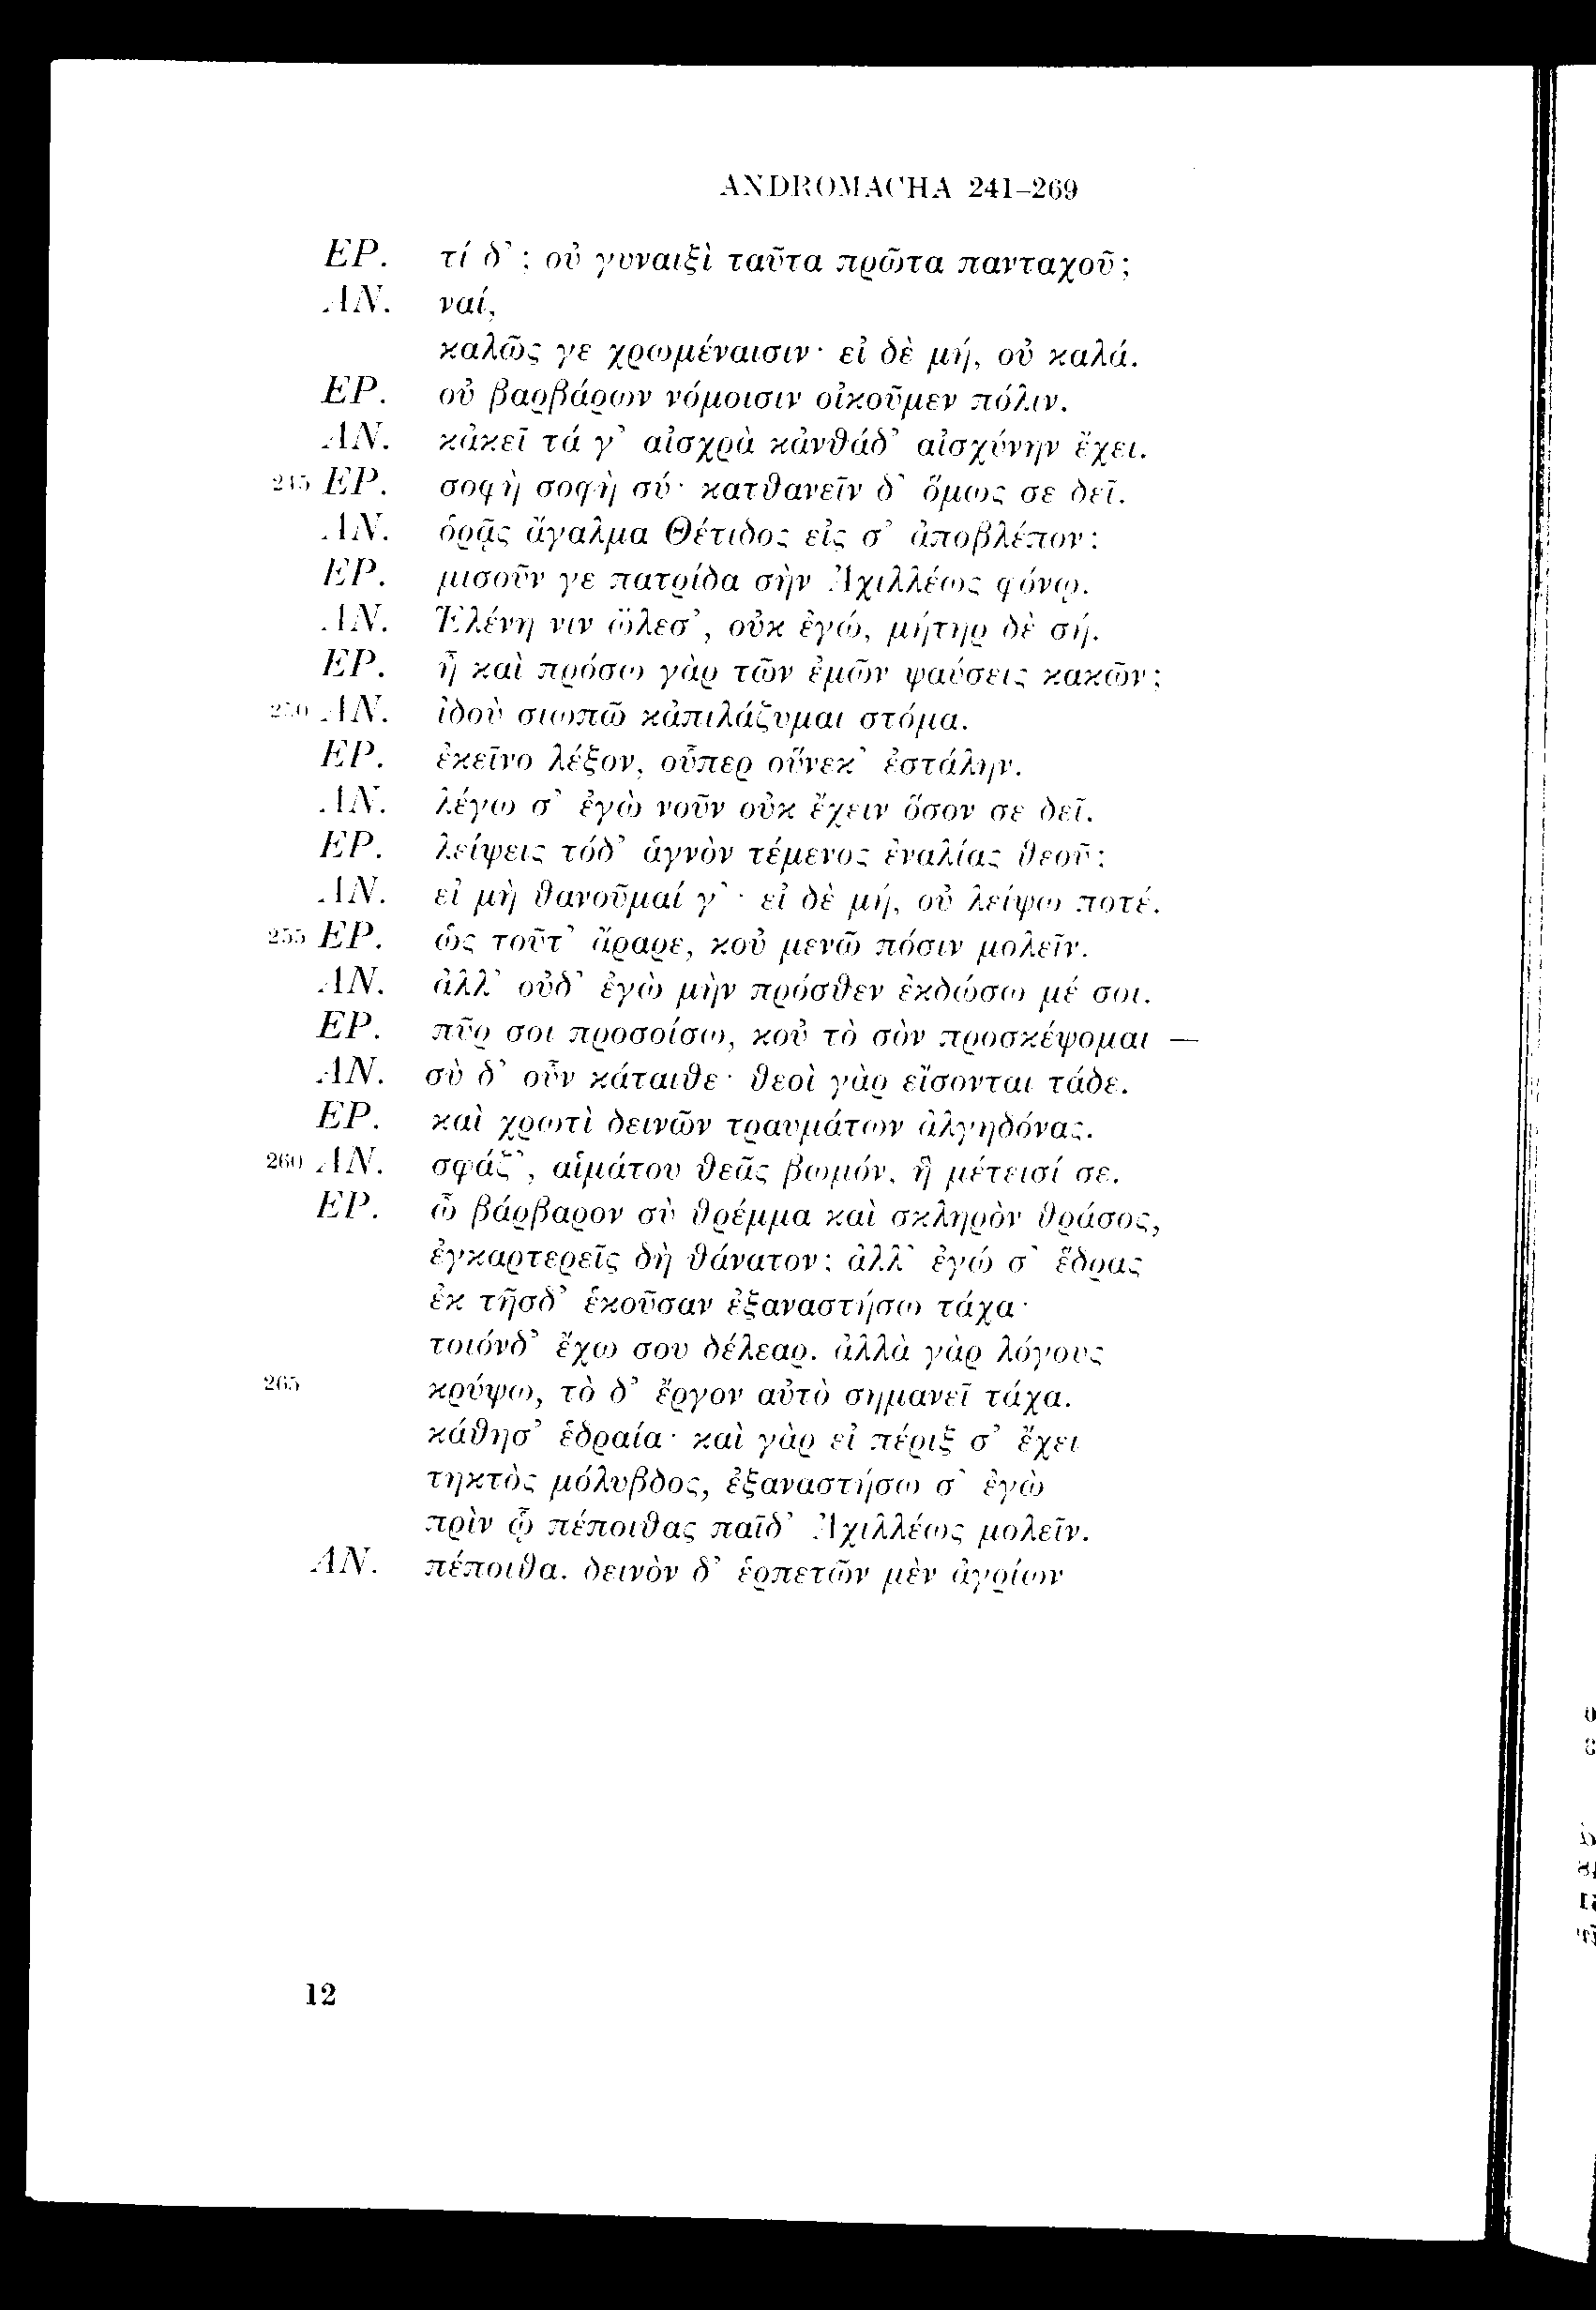 ANDROMACHA 241–269
ΕΡ. τί δ᾽ ; οὐ γυναιξὶ ταῦτα πρῶτα πανταχοῦ;
ΑΝ. ναί,
καλῶς γε χρωμέναισιν· εἰ δὲ μή, οὐ καλά.
ΕΡ. οὐ βαρβάρων νόμοισιν οἰκοῦμεν πόλιν.
ΑΝ. κἀκεῖ τά γ᾽ αἰσχρὰ κἀνθάδ᾽ αἰσχύνην ἔχει.
245 ΕΡ. σοφὴ σοφὴ σύ· κατθανεῖν δ᾽ ὅμως σε δεῖ.
ΑΝ. ὁρᾷς ἄγαλμα Θέτιδος εἰς σ᾽ ἀποβλέπον;
ΕΡ. μισοῦν γε πατρίδα σὴν Ἀχιλλέως φόνῳ.
ΑΝ. Ἑλένη νιν ὤλεσ᾽, οὐκ ἐγώ, μήτηρ δὲ σή.
ΕΡ. ἦ καὶ πρόσω γὰρ τῶν ἐμῶν ψαύσεις κακῶν;
250 ΑΝ. ἰδοὺ σιωπῶ κἀπιλάζυμαι στόμα.
ΕΡ. ἐκεῖνο λέξον, οὗπερ οὕνεκ᾽ ἐστάλην.
ΑΝ. λέγω σ᾽ ἐγὼ νοῦν οὐκ ἔχειν ὅσον σε δεῖ.
ΕΡ. λείψεις τόδ᾽ ἁγνὸν τέμενος ἐναλίας θεοῦ;
ΑΝ. εἰ μὴ θανοῦμαί γ᾽ · εἰ δὲ μή, οὐ λείψω ποτέ.
255 ΕΡ. ὡς τοῦτ᾽ ἄραρε, κοὐ μενῶ πόσιν μολεῖν.
ΑΝ. ἀλλ᾽ οὐδ᾽ ἐγὼ μὴν πρόσθεν ἐκδώσω μέ σοι.
ΕΡ. πῦρ σοι προσοίσω, κοὐ τὸ σὸν προσκέψομαι —
ΑΝ. σὺ δ᾽ οὖν κάταιθε· θεοὶ γὰρ εἴσονται τάδε.
ΕΡ. καὶ χρωτὶ δεινῶν τραυμάτων ἀλγηδόνας.
260 ΑΝ. σφάζ᾽, αἱμάτου θεᾶς βωμόν, ἣ μέτεισί σε.
ΕΡ. ὦ βάρβαρον σὺ θρέμμα καὶ σκληρὸν θράσος,
ἐγκαρτερεῖς δὴ θάνατον; ἀλλ᾽ ἐγώ σ᾽ ἕδρας
ἐκ τῆσδ᾽ ἑκοῦσαν ἐξαναστήσω τάχα·
τοιόνδ᾽ ἔχω σου δέλεαρ. ἀλλὰ γὰρ λόγους
265 κρύψω, τὸ δ᾽ ἔργον αὐτὸ σημανεῖ τάχα.
κάθησ᾽ ἑδραία· καὶ γὰρ εἰ πέριξ σ᾽ ἔχει
τηκτὸς μόλυβδος, ἐξαναστήσω σ᾽ ἐγὼ
πρὶν ᾧ πέποιθας παῖδ᾽ Ἀχιλλέως μολεῖν.
ΑΝ. πέποιθα. δεινὸν δ᾽ ἑρπετῶν μὲν ἀγρίων
12